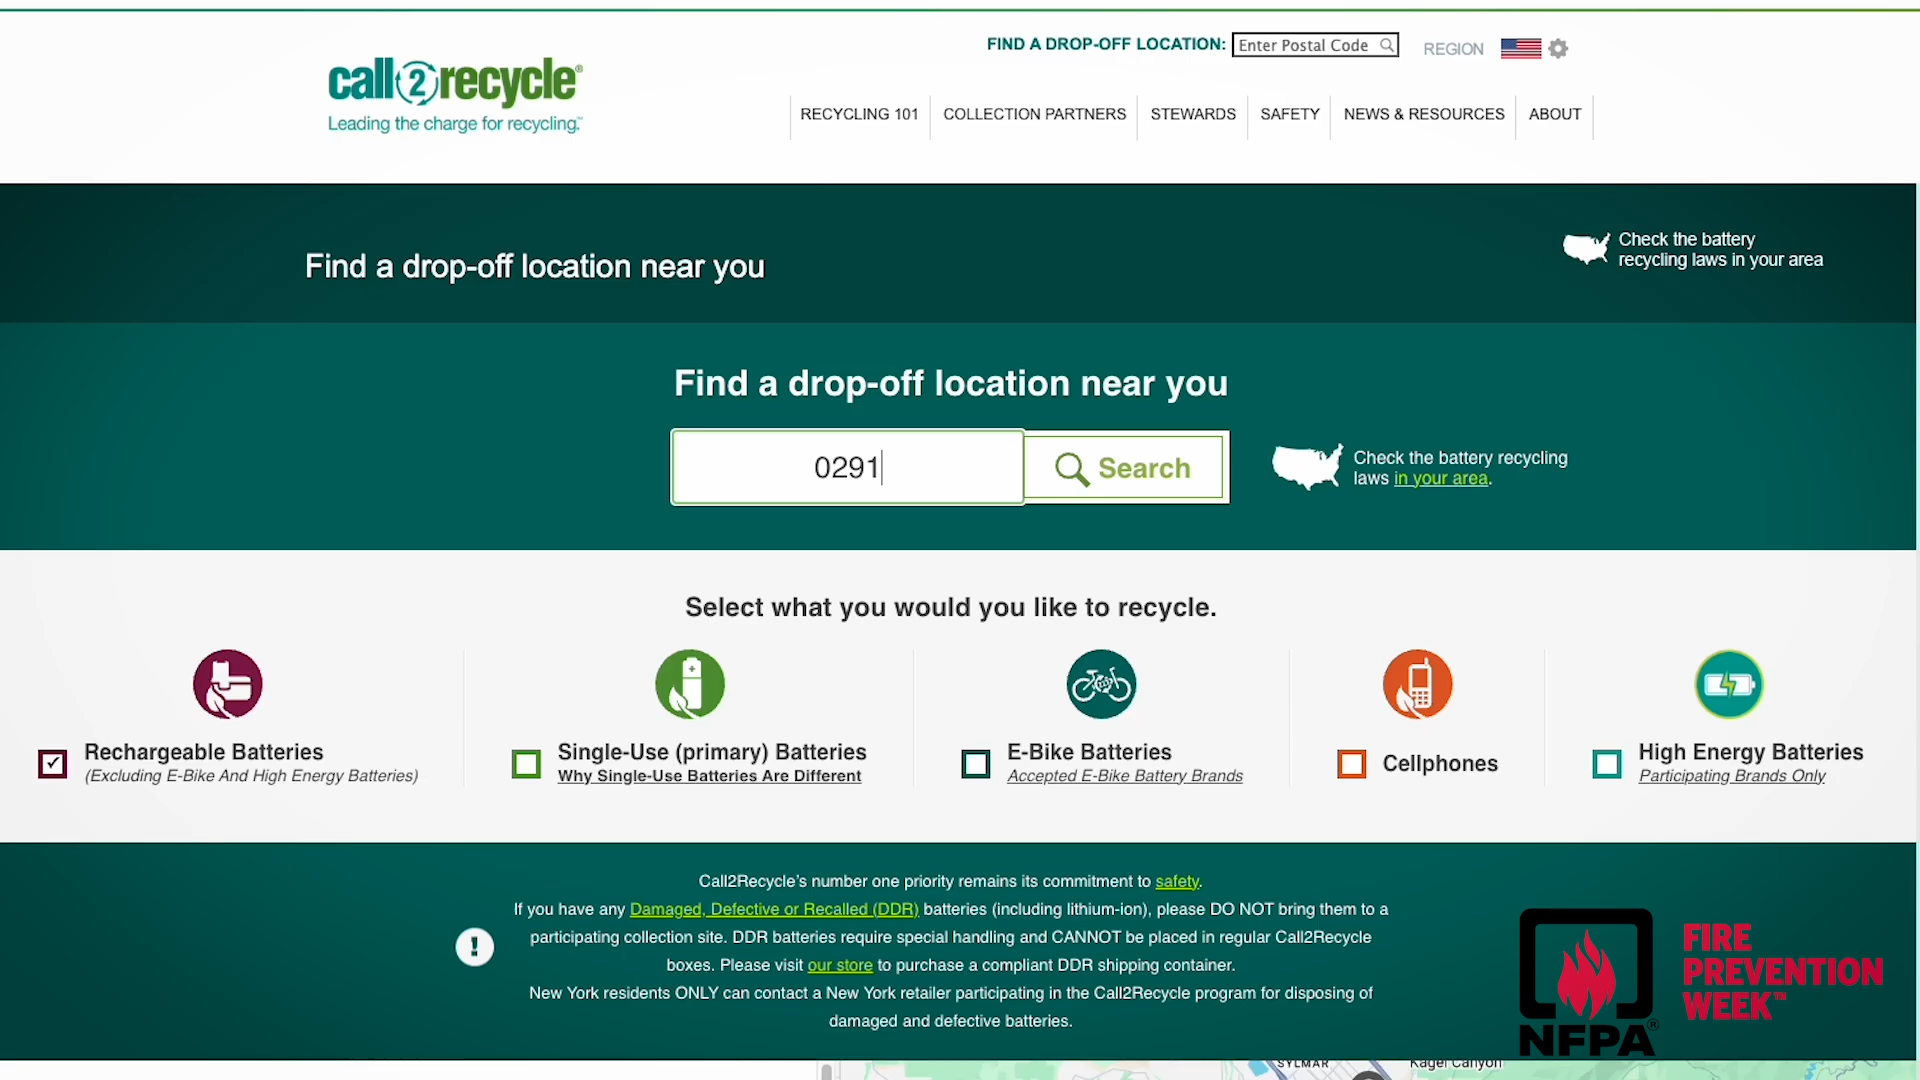 FIND A DROP-OFF LOCATION: Enter Postal Code REGION
call2recycle®
Leading the charge for recycling.™
RECYCLING 101 COLLECTION PARTNERS STEWARDS SAFETY NEWS & RESOURCES ABOUT
Find a drop-off location near you
Check the battery
recycling laws in your area
Find a drop-off location near you
0291 Search
Check the battery recycling
laws in your area.
Select what you would you like to recycle.
Rechargeable Batteries
(Excluding E-Bike And High Energy Batteries)
Single-Use (primary) Batteries
Why Single-Use Batteries Are Different
E-Bike Batteries
Accepted E-Bike Battery Brands
Cellphones
High Energy Batteries
Participating Brands Only
Call2Recycle’s number one priority remains its commitment to safety.
If you have any Damaged, Defective or Recalled (DDR) batteries (including lithium-ion), please DO NOT bring them to a
participating collection site. DDR batteries require special handling and CANNOT be placed in regular Call2Recycle
boxes. Please visit our store to purchase a compliant DDR shipping container.
New York residents ONLY can contact a New York retailer participating in the Call2Recycle program for disposing of
damaged and defective batteries.
NFPA®
FIRE
PREVENTION
WEEK™
SYLMAR
Kagel Canyon